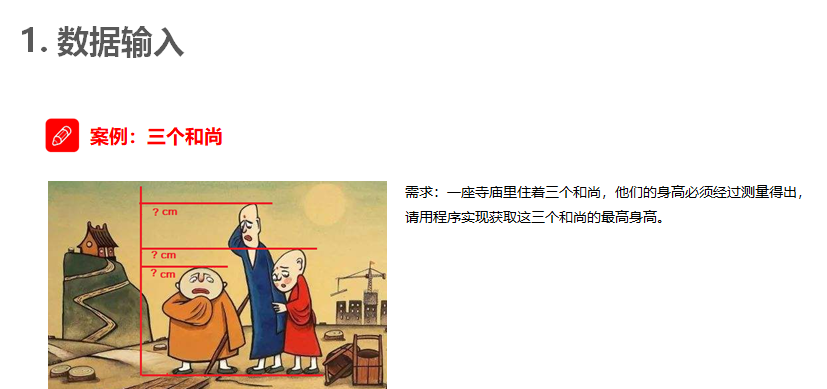 1. 数据输入
案例：三个和尚
? cm
? cm
? cm
需求：一座寺庙里住着三个和尚，他们的身高必须经过测量得出，
请用程序实现获取这三个和尚的最高身高。